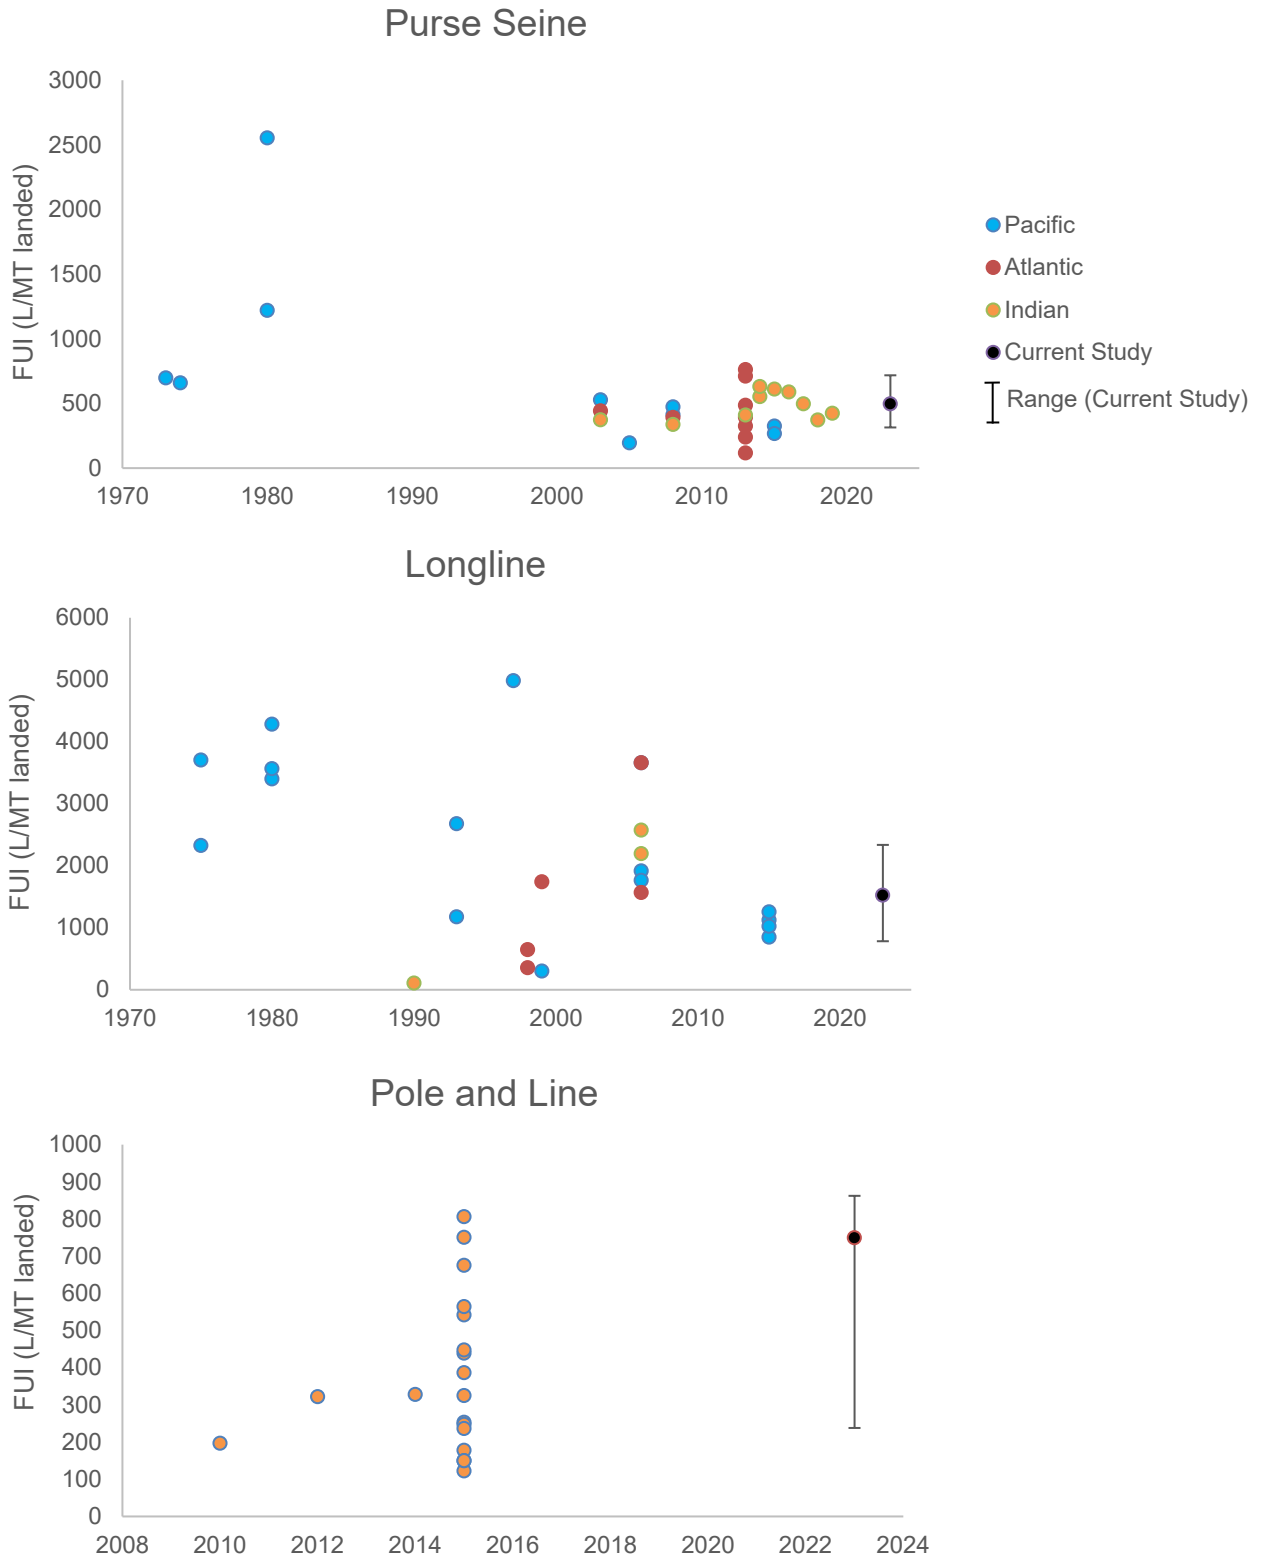 Purse Seine
3000
2500
2000
1500
1000
500
0
FUI (L/MT landed)
1970 1980 1990 2000 2010 2020
Pacific
Atlantic
Indian
Current Study
Range (Current Study)
Longline
6000
5000
4000
3000
2000
1000
0
FUI (L/MT landed)
1970 1980 1990 2000 2010 2020
Pole and Line
1000
900
800
700
600
500
400
300
200
100
0
FUI (L/MT landed)
2008 2010 2012 2014 2016 2018 2020 2022 2024